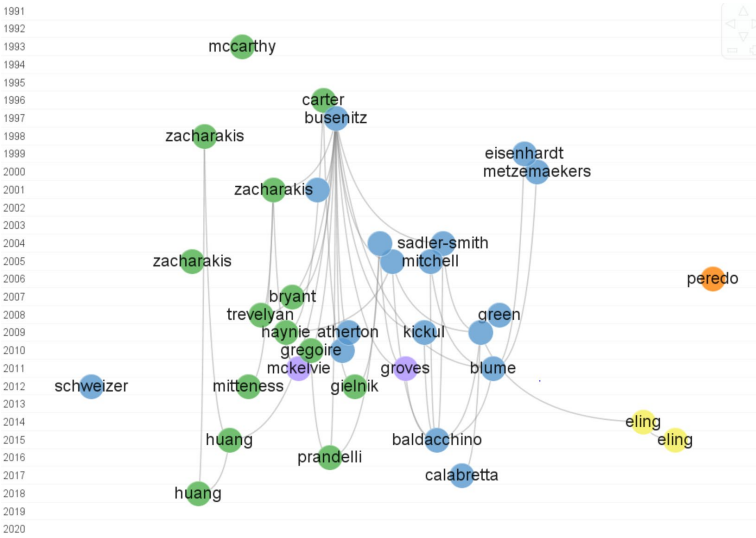 1991
1992
1993
mccarthy
1994
1995
1996
carter
1997
busenitz
1998
zacharakis
1999
eisenhardt
2000
metzemaekers
2001
zacharakis
2002
2003
2004
sadler-smith
2005
zacharakis
mitchell
2006
peredo
2007
bryant
2008
trevelyan
green
2009
haynie
atherton
kickul
2010
gregoire
2011
mckelvie
groves
blume
2012
schweizer
mitteness
gielnik
2013
2014
eling
2015
huang
baldacchino
eling
2016
prandelli
2017
calabretta
2018
huang
2019
2020